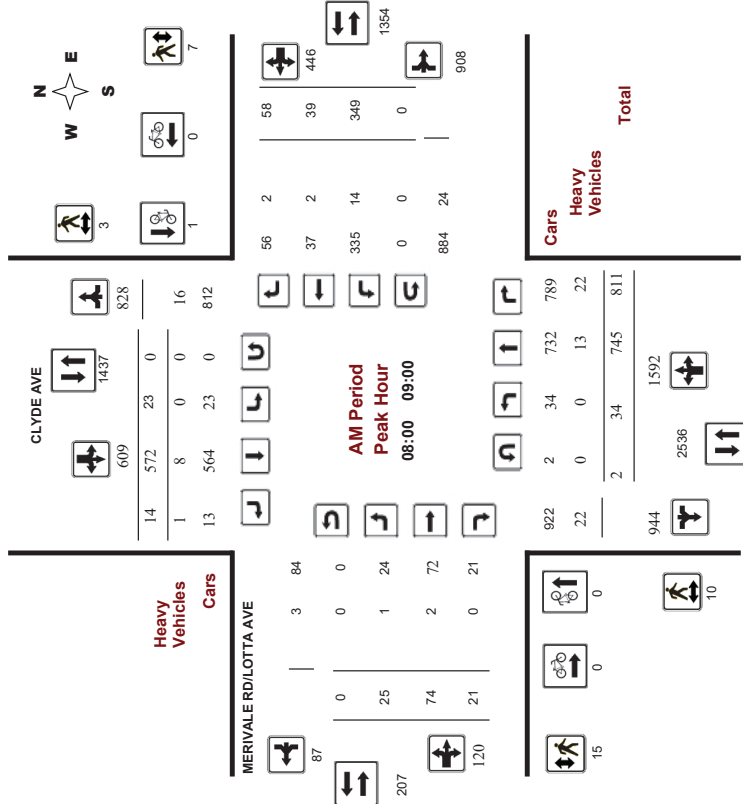 N
W E
S
3
7
1
0
CLYDE AVE
1437
609
828
14 572 23 0
1 8 0 0 16
13 564 23 0 812
Heavy
Vehicles
Cars
1354
446
908
56 2 58
37 2 39
335 14 349
0 0 0
884 24
AM Period
Peak Hour
08:00 09:00
MERIVALE RD/LOTTA AVE
87
3 84
0 0 0
25 1 24
74 2 72
21 0 21
207
120
Cars
Heavy
Vehicles
Total
922 2 34 732 789
22 0 0 13 22
2 34 745 811
944
1592
2536
0
0
15
10